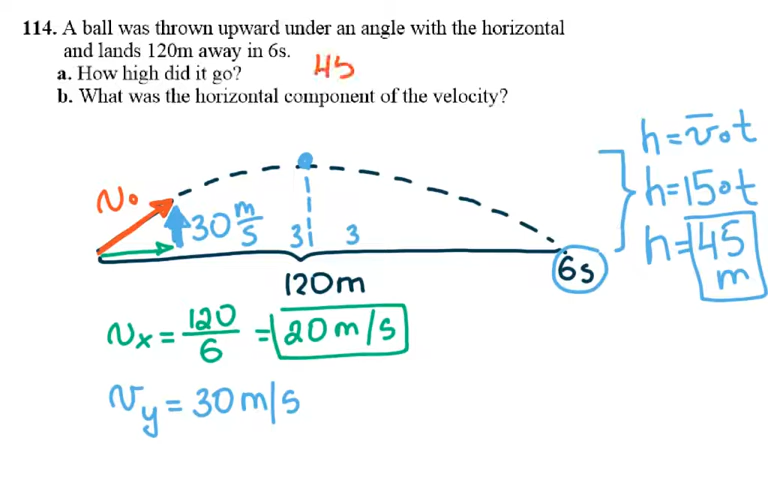 114. A ball was thrown upward under an angle with the horizontal
and lands 120m away in 6s.
a. How high did it go? 45
b. What was the horizontal component of the velocity?
h = v̄ • t
h = 15 • t
h = 45 m
v₀
30 m/s
3 3
6s
120m
vx = 120/6 = 20 m/s
vy = 30 m/s